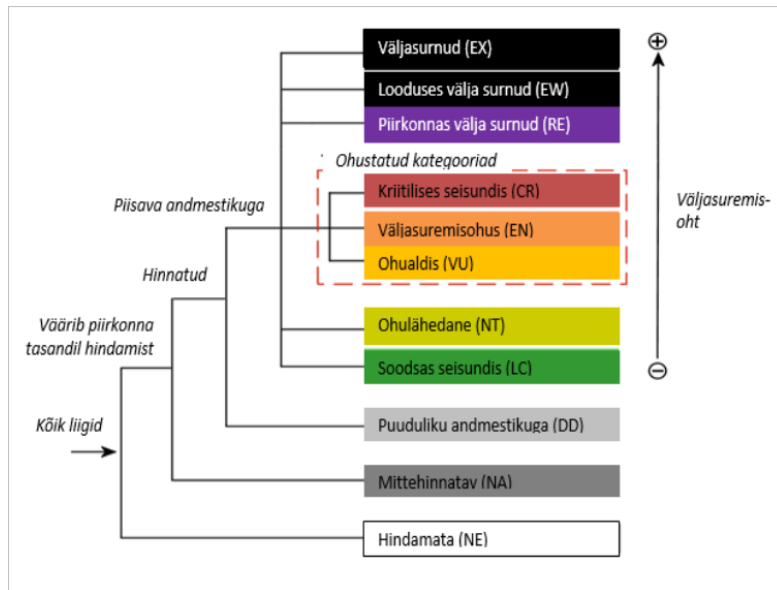 Väljasurnud (EX)
Looduses välja surnud (EW)
Piirkonnas välja surnud (RE)
Ohustatud kategooriad
Kriitilises seisundis (CR)
Piisava andmestikuga
Väljasuremis-
oht
Väljasuremisohus (EN)
Ohualdis (VU)
Hinnatud
Väärib piirkonna
tasandil hindamist
Ohulähedane (NT)
Soodsas seisundis (LC)
Kõik liigid
Puuduliku andmestikuga (DD)
Mittehinnatav (NA)
Hindamata (NE)